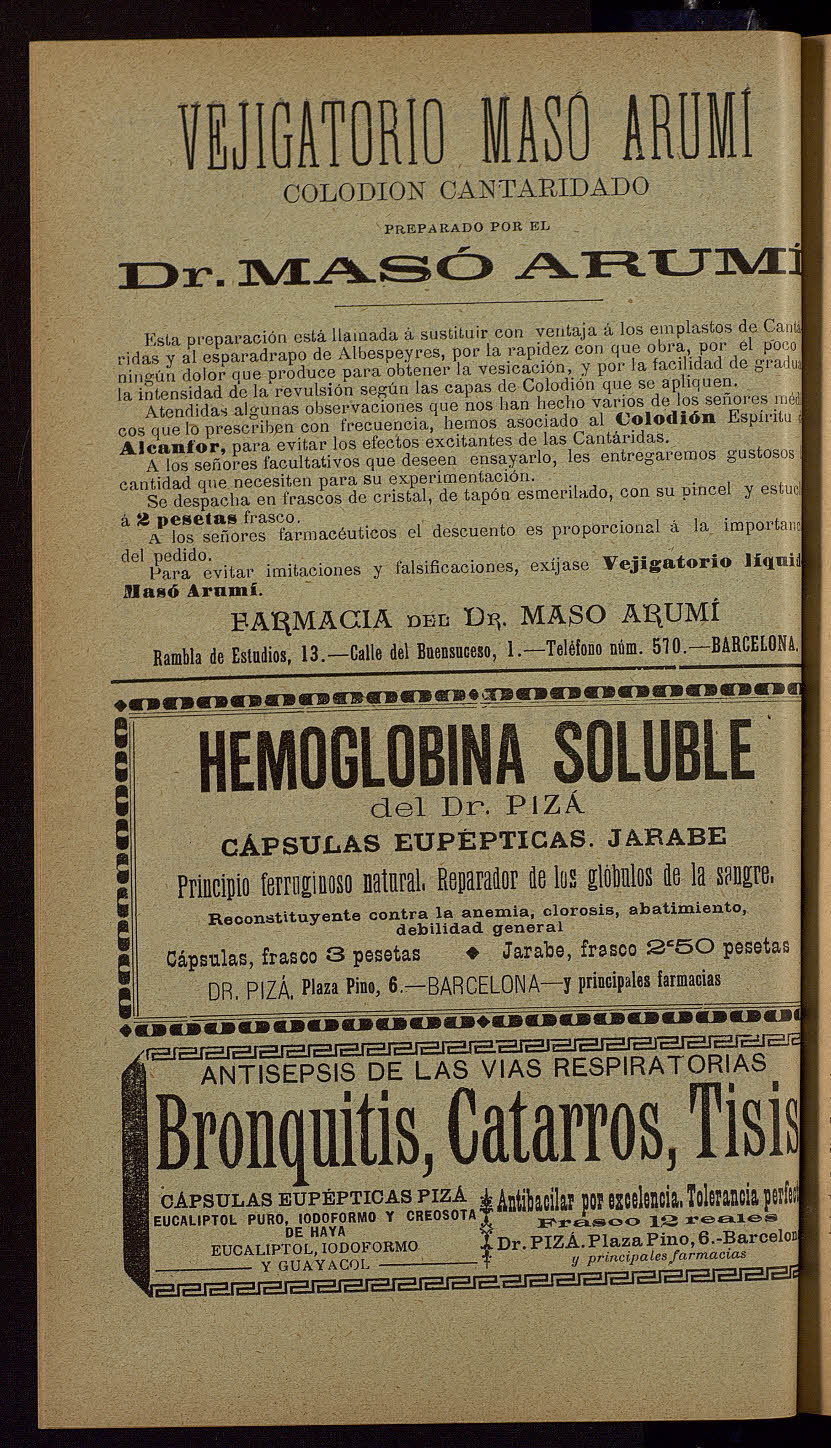 VEJIGATORIO MASÓ ARUMÍ
COLODION CANTARIDADO
PREPARADO POR EL
Dr. MASÓ ARUMÍ
Esta preparación está llamada á sustituir con ventaja á los emplastos de Cantá
ridas y al esparadrapo de Albespeyres, por la rapidez con que obra, por el poco
ningún dolor que produce para obtener la vesicación, y por la facilidad de gradua
la intensidad de la revulsión según las capas de Colodión que se apliquen.
Atendidas algunas observaciones que nos han hecho varios de los señores médi
cos que lo prescriben con frecuencia, hemos asociado al Colodión Espíritu
Alcanfor, para evitar los efectos excitantes de las Cantáridas.
A los señores facultativos que deseen ensayarlo, les entregaremos gustosos
cantidad que necesiten para su experimentación.
Se despacha en frascos de cristal, de tapón esmerilado, con su pincel y estuc
á 2 pesetas frasco.
A los señores farmacéuticos el descuento es proporcional á la importanc
del pedido.
Para evitar imitaciones y falsificaciones, exíjase Vejigatorio líquid
Masó Arumí.
FARMACIA DEL DR. MASO ARUMÍ
Rambla de Estudios, 13.—Calle del Buensuceso, 1.—Teléfono núm. 570.—BARCELONA.
HEMOGLOBINA SOLUBLE
del Dr. PIZÁ
CÁPSULAS EUPÉPTICAS. JARABE
Principio ferruginoso natural. Reparador de los glóbulos de la sangre.
Reconstituyente contra la anemia, clorosis, abatimiento,
debilidad general
Cápsulas, frasco 3 pesetas ◆ Jarabe, frasco 2'50 pesetas
DR. PIZÁ, Plaza Pino, 6.—BARCELONA—y principales farmacias
ANTISEPSIS DE LAS VIAS RESPIRATORIAS
Bronquitis, Catarros, Tisis
CÁPSULAS EUPÉPTICAS PIZÁ
EUCALIPTOL PURO, IODOFORMO Y CREOSOTA
DE HAYA
EUCALIPTOL, IODOFORMO
Y GUAYACOL
Antibacilar por excelencia. Tolerancia perfect
Frasco 12 reales
Dr. PIZÁ. Plaza Pino, 6.-Barcelon
y principales farmacias